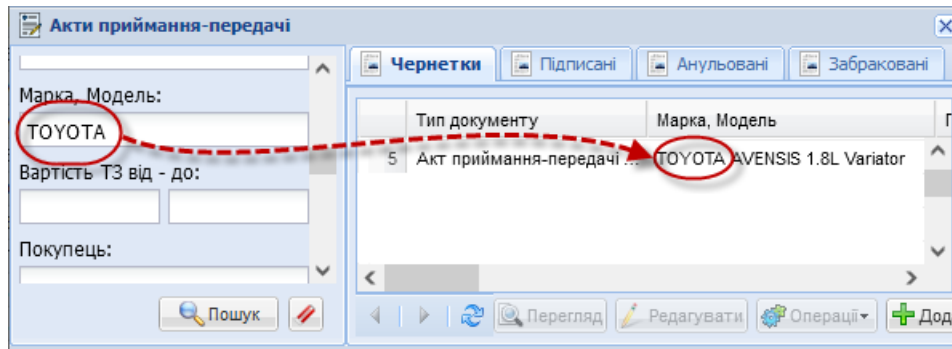 Акти приймання-передачі
Марка, Модель:
TOYOTA
Вартість ТЗ від - до:
Покупець:
Пошук
Чернетки Підписані Анульовані Забраковані
Тип документу Марка, Модель
5 Акт приймання-передачі ... TOYOTA AVENSIS 1.8L Variator
Перегляд Редагувати Операції Дод